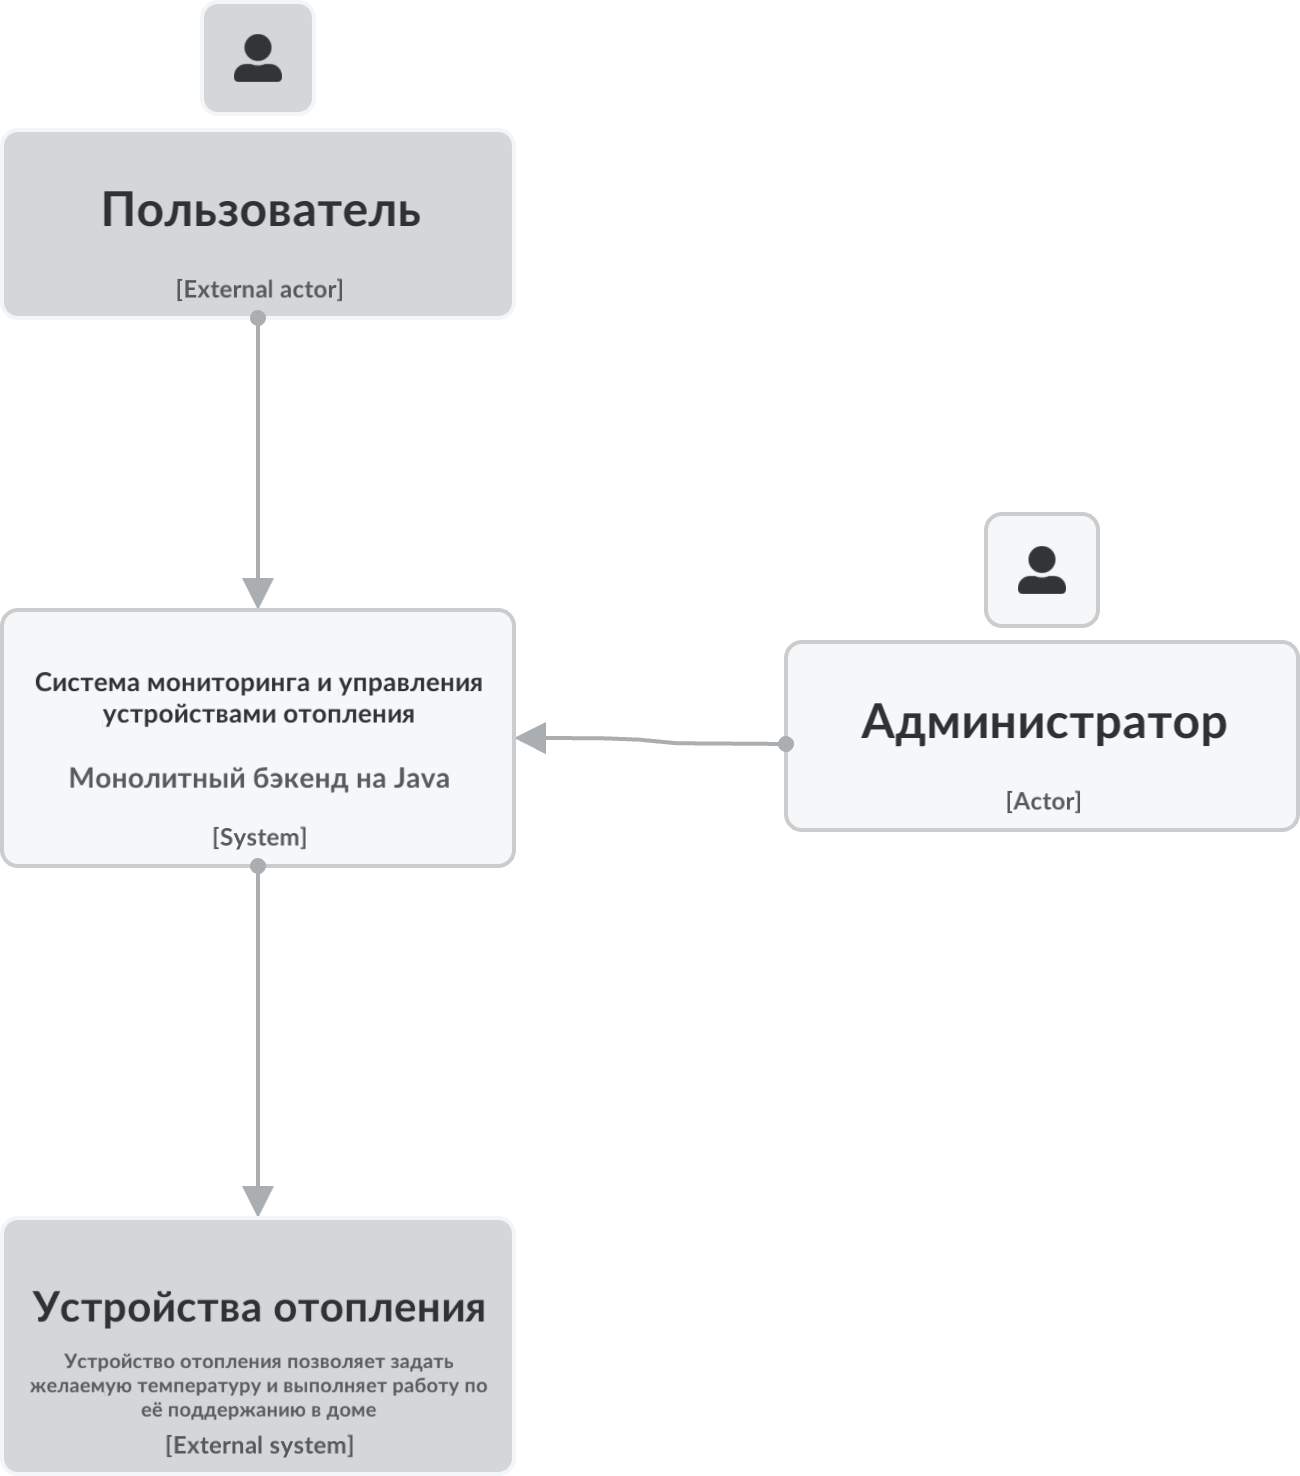 Пользователь
[External actor]
Система мониторинга и управления
устройствами отопления
Монолитный бэкенд на Java
[System]
Администратор
[Actor]
Устройства отопления
Устройство отопления позволяет задать
желаемую температуру и выполняет работу по
её поддержанию в доме
[External system]